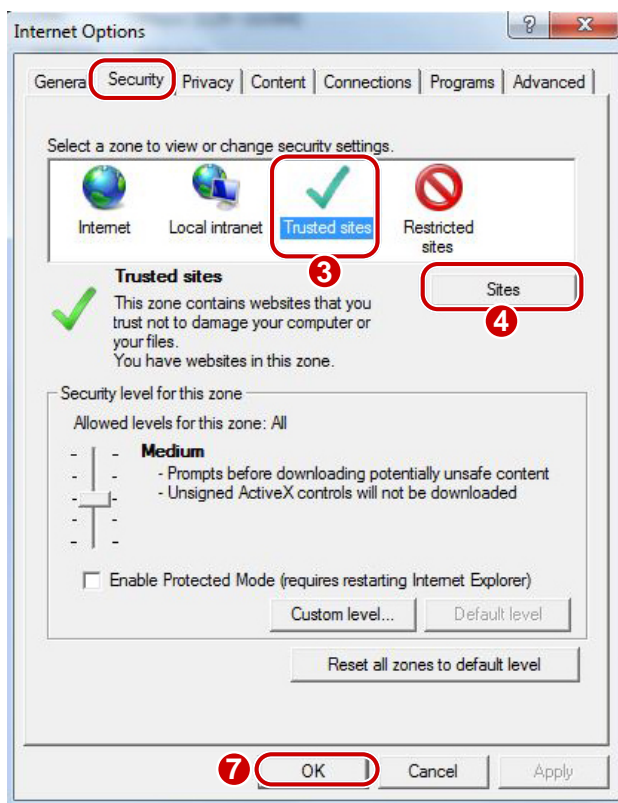 Internet Options
General Security Privacy Content Connections Programs Advanced
Select a zone to view or change security settings.
Internet Local intranet Trusted sites Restricted sites
3
Trusted sites
Sites
4
This zone contains websites that you
trust not to damage your computer or
your files.
You have websites in this zone.
Security level for this zone
Allowed levels for this zone: All
Medium
- Prompts before downloading potentially unsafe content
- Unsigned ActiveX controls will not be downloaded
Enable Protected Mode (requires restarting Internet Explorer)
Custom level... Default level
Reset all zones to default level
7 OK Cancel Apply